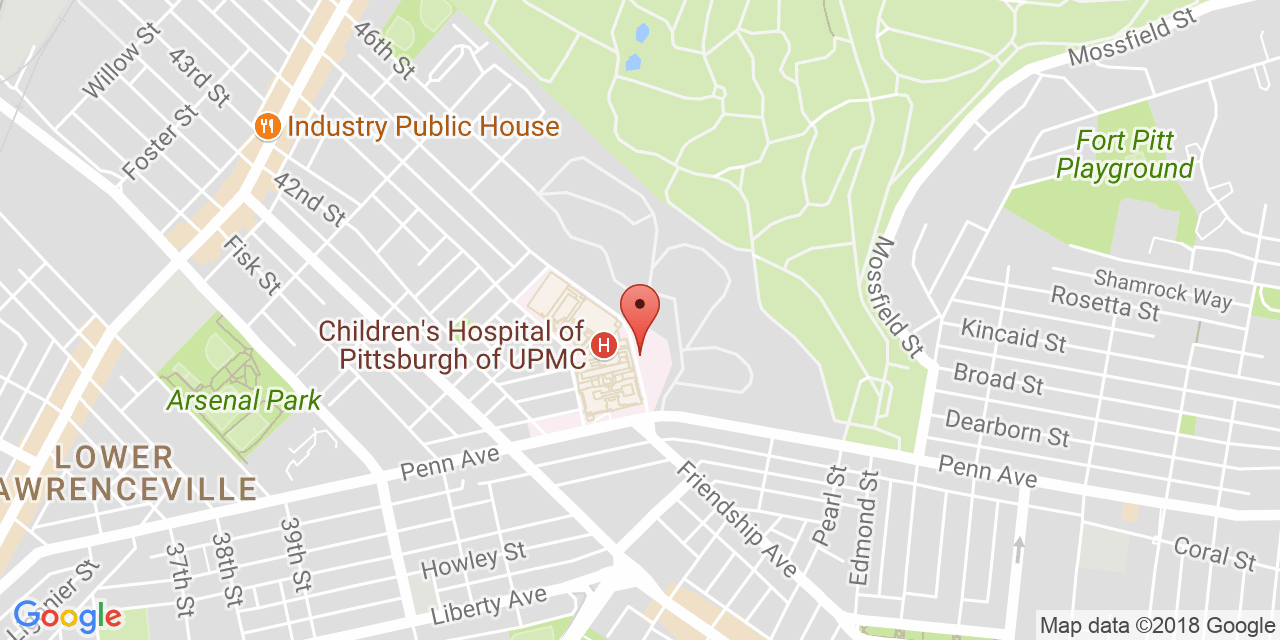 46th St
Willow St
43rd St
Mossfield St
Industry Public House
Foster St
Fort Pitt
Playground
42nd St
Fisk St
Mossfield St
Shamrock Way
Rosetta St
Children's Hospital of
Pittsburgh of UPMC
H
Kincaid St
Broad St
Arsenal Park
Dearborn St
LOWER
AWRENCEVILLE
Penn Ave
Penn Ave
Friendship Ave
Pearl St
Edmond St
39th St
38th St
37th St
Howley St
Coral St
Liberty Ave
Ligonier St
Google
Map data ©2018 Google